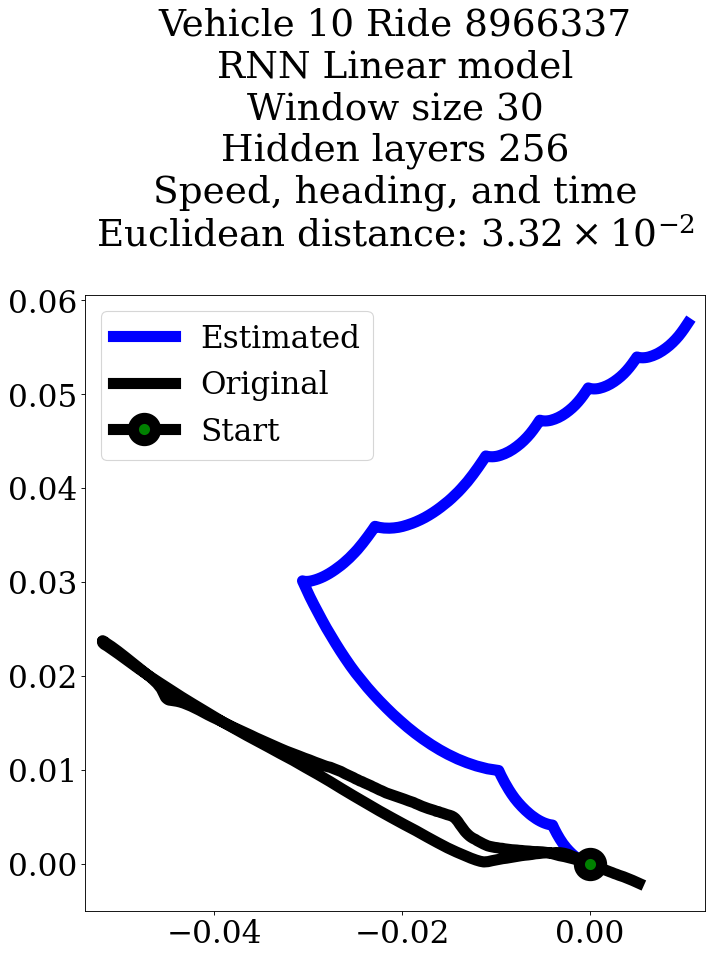 Vehicle 10 Ride 8966337
RNN Linear model
Window size 30
Hidden layers 256
Speed, heading, and time
Euclidean distance: 3.32 × 10⁻²
0.06
0.05
0.04
0.03
0.02
0.01
0.00
Estimated
Original
Start
−0.04
−0.02
0.00